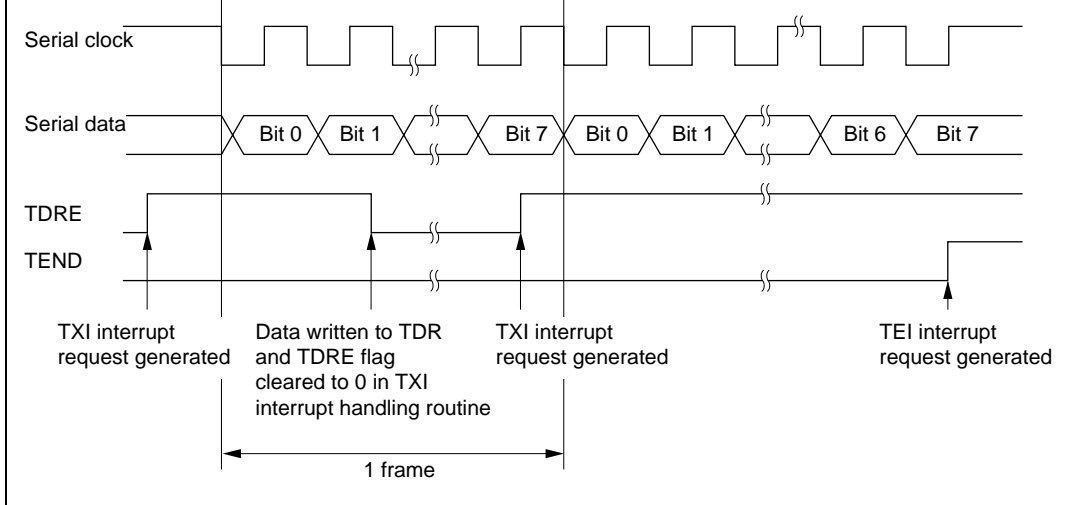 Serial clock
Serial data
Bit 0
Bit 1
Bit 7
Bit 0
Bit 1
Bit 6
Bit 7
TDRE
TEND
TXI interrupt
request generated
Data written to TDR
and TDRE flag
cleared to 0 in TXI
interrupt handling routine
TXI interrupt
request generated
TEI interrupt
request generated
1 frame